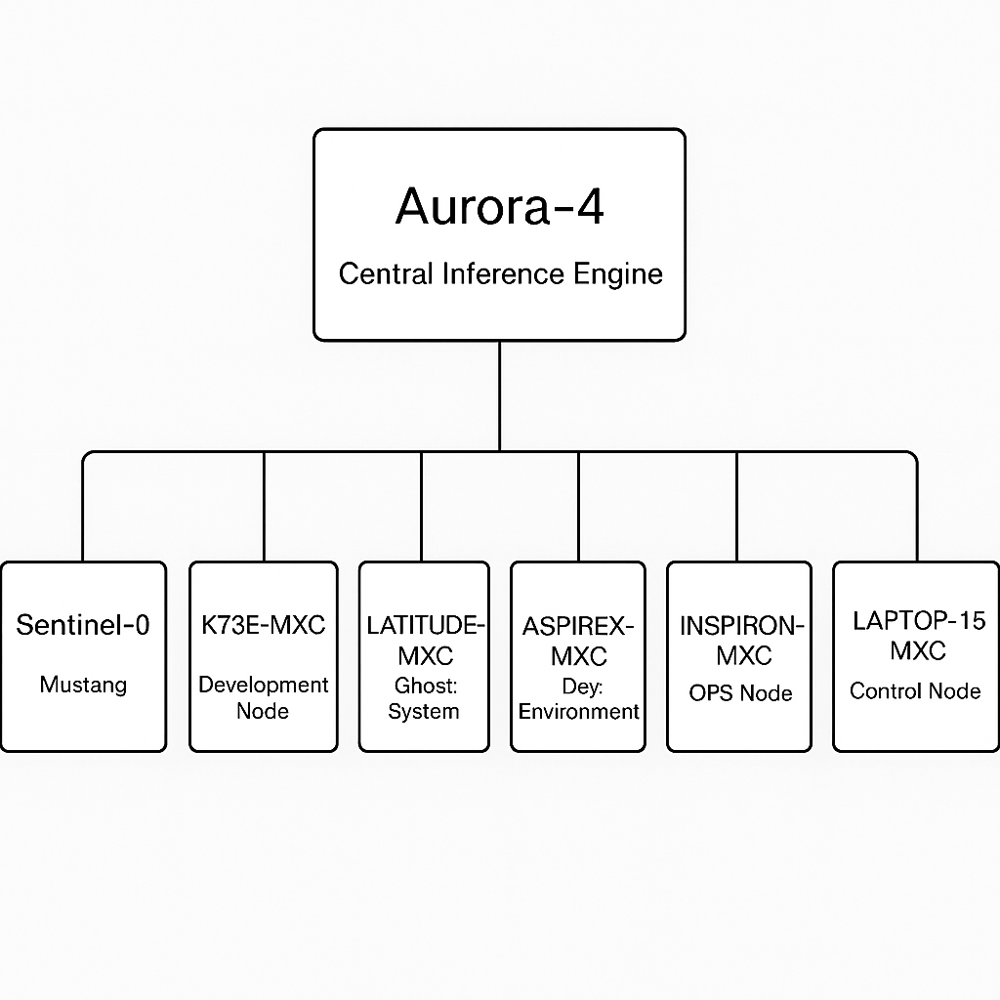 Aurora-4
Central Inference Engine
Sentinel-0
Mustang
K73E-MXC
Development
Node
LATITUDE-
MXC
Ghost:
System
ASPIREX-
MXC
Dey:
Environment
INSPIRON-
MXC
OPS Node
LAPTOP-15
MXC
Control Node